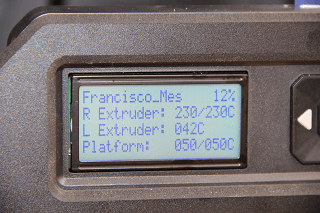 Francisco_Mes 12%
R Extruder: 230/230C
L Extruder: 042C
Platform: 050/050C